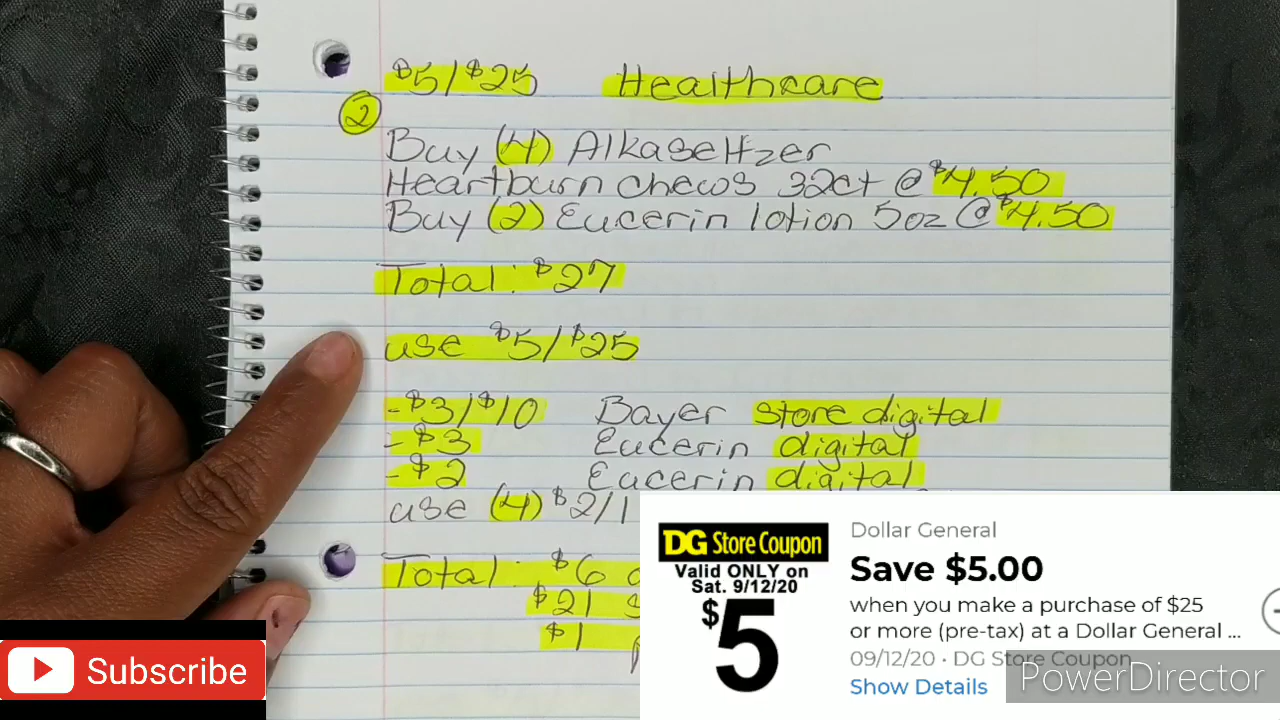 $5/$25 Healthcare
2
Buy (4) Alkaseltzer
Heartburn chews 32ct @ $4.50
Buy (2) Eucerin lotion 5oz @ $4.50
Total: $27
use $5/$25
-$3/$10 Bayer store digital
-$3 Eucerin digital
-$2 Eucerin digital
use (4) $2/1
Total: $6
$21
$1
DG Store Coupon
Valid ONLY on
Sat. 9/12/20
$5
Dollar General
Save $5.00
when you make a purchase of $25
or more (pre-tax) at a Dollar General ...
09/12/20 · DG Store Coupon
Show Details
Subscribe
PowerDirector